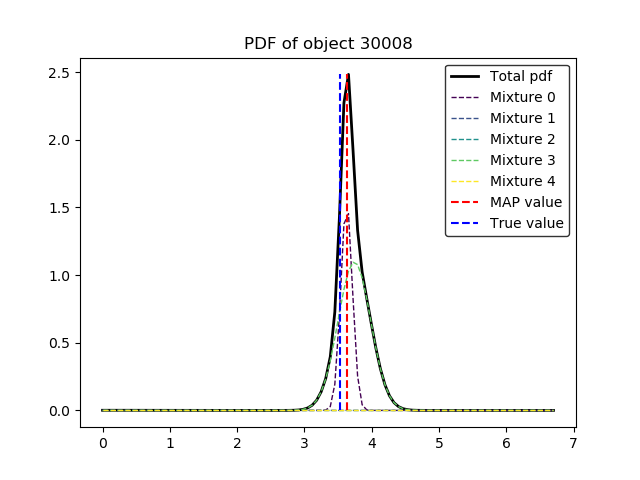 PDF of object 30008
2.5
2.0
1.5
1.0
0.5
0.0
0 1 2 3 4 5 6 7
Total pdf
Mixture 0
Mixture 1
Mixture 2
Mixture 3
Mixture 4
MAP value
True value